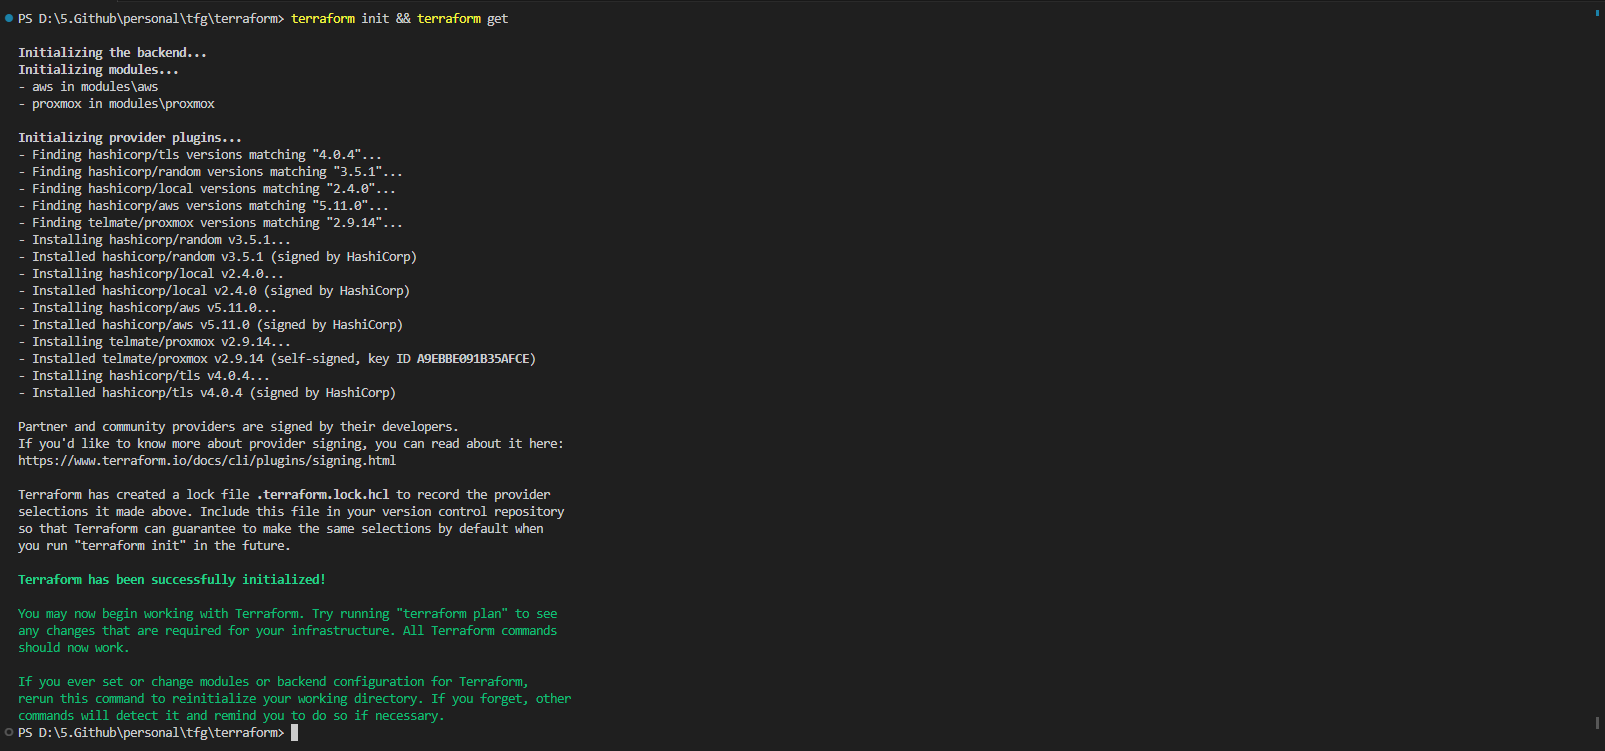 PS D:\5.Github\personal\tfg\terraform> terraform init && terraform get
Initializing the backend...
Initializing modules...
- aws in modules\aws
- proxmox in modules\proxmox
Initializing provider plugins...
- Finding hashicorp/tls versions matching "4.0.4"...
- Finding hashicorp/random versions matching "3.5.1"...
- Finding hashicorp/local versions matching "2.4.0"...
- Finding hashicorp/aws versions matching "5.11.0"...
- Finding telmate/proxmox versions matching "2.9.14"...
- Installing hashicorp/random v3.5.1...
- Installed hashicorp/random v3.5.1 (signed by HashiCorp)
- Installing hashicorp/local v2.4.0...
- Installed hashicorp/local v2.4.0 (signed by HashiCorp)
- Installing hashicorp/aws v5.11.0...
- Installed hashicorp/aws v5.11.0 (signed by HashiCorp)
- Installing telmate/proxmox v2.9.14...
- Installed telmate/proxmox v2.9.14 (self-signed, key ID A9EBBE091B35AFCE)
- Installing hashicorp/tls v4.0.4...
- Installed hashicorp/tls v4.0.4 (signed by HashiCorp)
Partner and community providers are signed by their developers.
If you'd like to know more about provider signing, you can read about it here:
https://www.terraform.io/docs/cli/plugins/signing.html
Terraform has created a lock file .terraform.lock.hcl to record the provider
selections it made above. Include this file in your version control repository
so that Terraform can guarantee to make the same selections by default when
you run "terraform init" in the future.
Terraform has been successfully initialized!
You may now begin working with Terraform. Try running "terraform plan" to see
any changes that are required for your infrastructure. All Terraform commands
should now work.
If you ever set or change modules or backend configuration for Terraform,
rerun this command to reinitialize your working directory. If you forget, other
commands will detect it and remind you to do so if necessary.
PS D:\5.Github\personal\tfg\terraform>